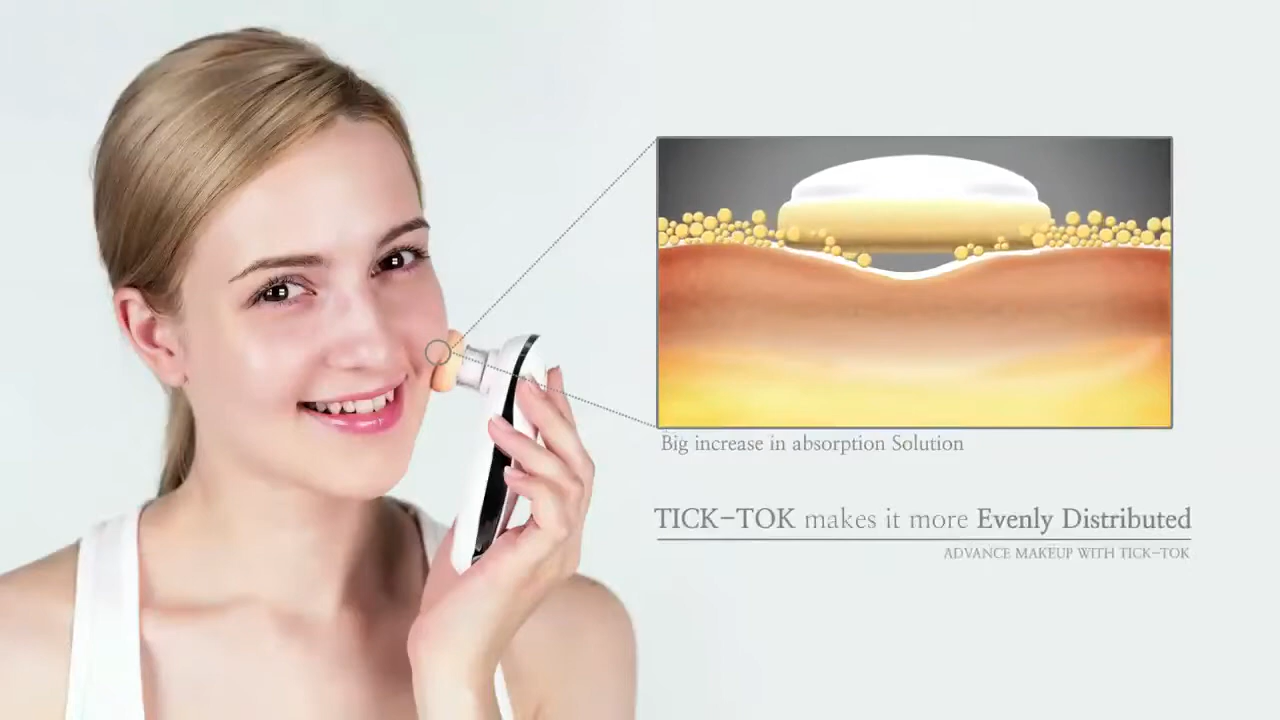 Big increase in absorption Solution
TICK-TOK makes it more Evenly Distributed
ADVANCE MAKEUP WITH TICK-TOK